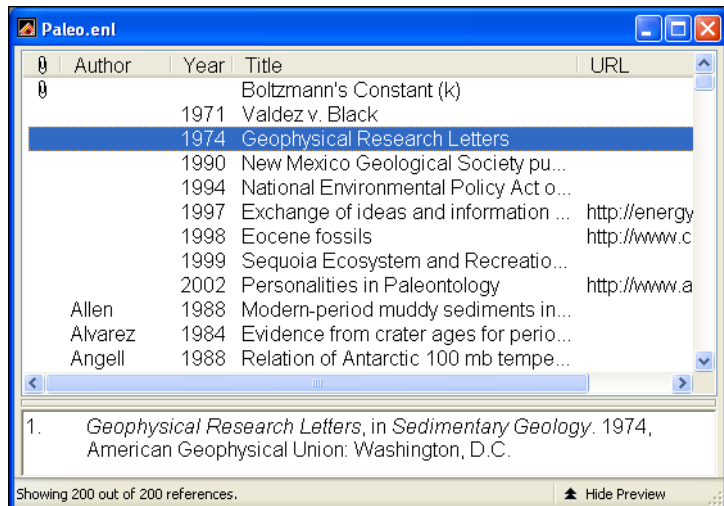 Paleo.enl
Author Year Title URL
Boltzmann's Constant (k)
1971 Valdez v. Black
1974 Geophysical Research Letters
1990 New Mexico Geological Society pu...
1994 National Environmental Policy Act o...
1997 Exchange of ideas and information ... http://energy
1998 Eocene fossils http://www.c
1999 Sequoia Ecosystem and Recreatio...
2002 Personalities in Paleontology http://www.a
Allen 1988 Modern-period muddy sediments in...
Alvarez 1984 Evidence from crater ages for perio...
Angell 1988 Relation of Antarctic 100 mb tempe...
1. Geophysical Research Letters, in Sedimentary Geology. 1974,
American Geophysical Union: Washington, D.C.
Showing 200 out of 200 references. Hide Preview